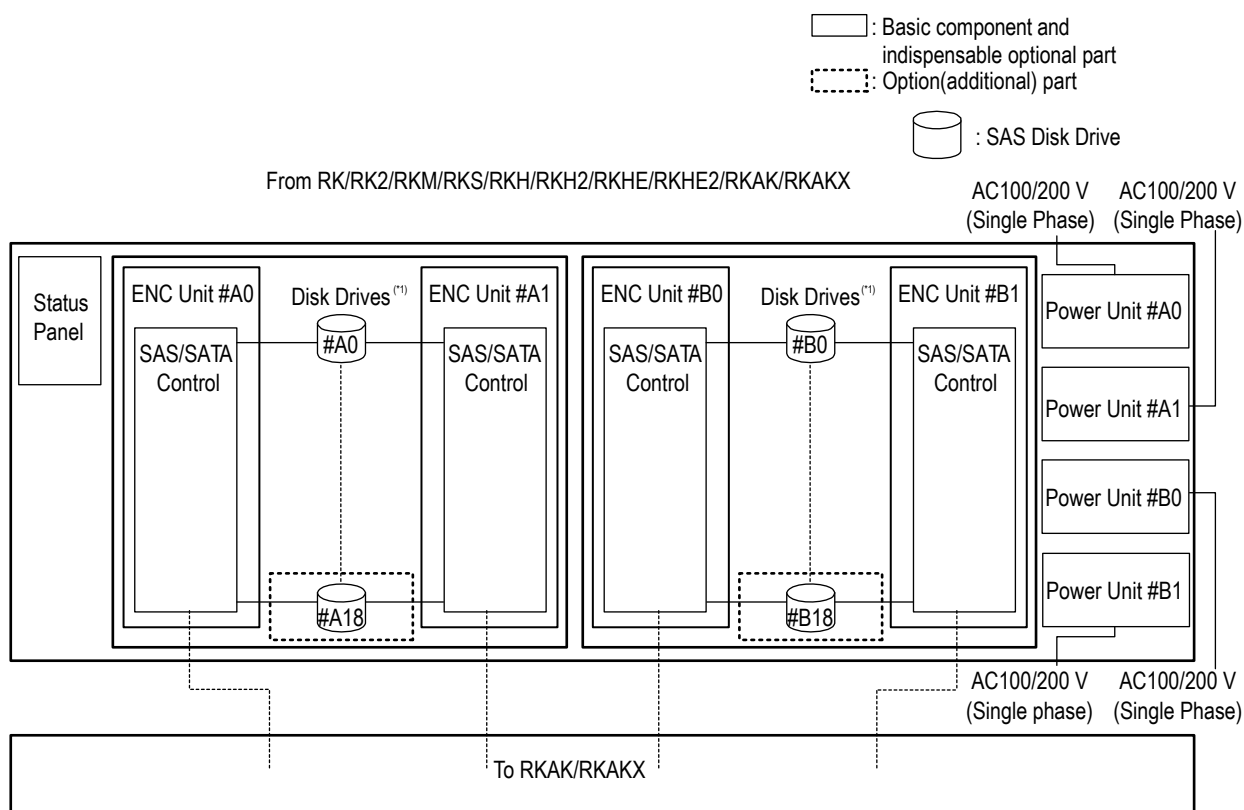 : Basic component and
indispensable optional part
: Option(additional) part
: SAS Disk Drive
From RK/RK2/RKM/RKS/RKH/RKH2/RKHE/RKHE2/RKAK/RKAKX
AC100/200 V
(Single Phase)
AC100/200 V
(Single Phase)
Status
Panel
ENC Unit #A0
Disk Drives(*1)
ENC Unit #A1
SAS/SATA
Control
#A0
SAS/SATA
Control
#A18
ENC Unit #B0
Disk Drives(*1)
ENC Unit #B1
SAS/SATA
Control
#B0
SAS/SATA
Control
#B18
Power Unit #A0
Power Unit #A1
Power Unit #B0
Power Unit #B1
AC100/200 V
(Single phase)
AC100/200 V
(Single Phase)
To RKAK/RKAKX